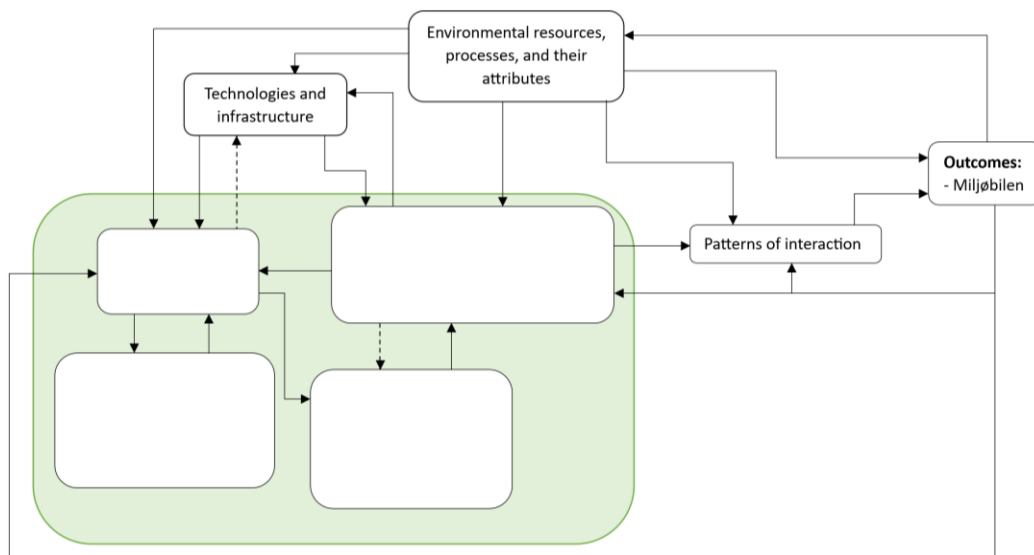 Environmental resources,
processes, and their
attributes
Technologies and
infrastructure
Outcomes:
- Miljøbilen
Patterns of interaction